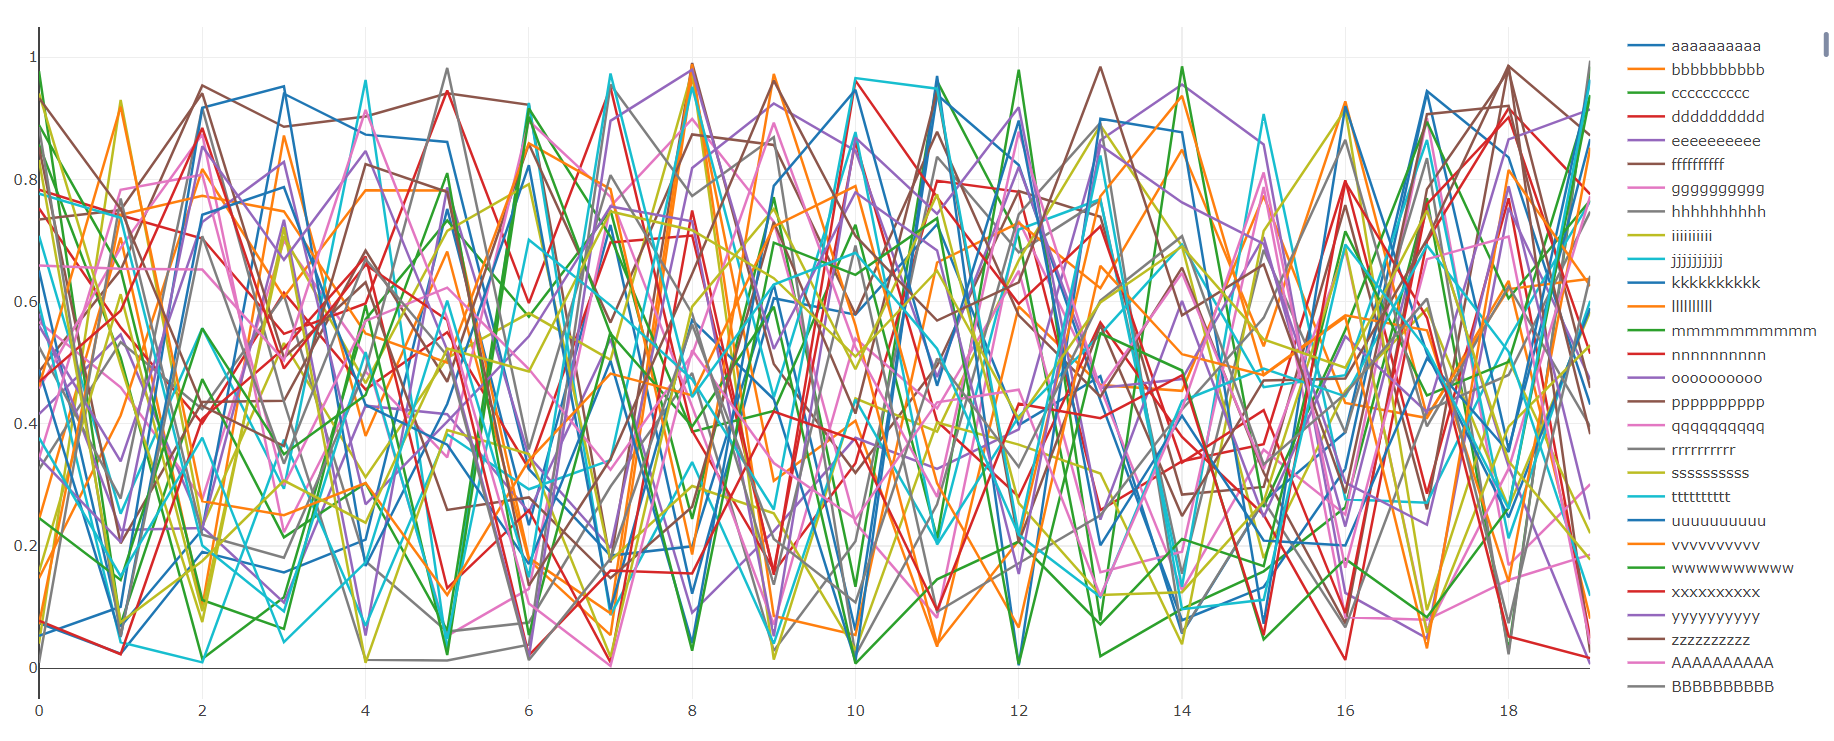 1
0.8
0.6
0.4
0.2
0
0 2 4 6 8 10 12 14 16 18
aaaaaaaaaa
bbbbbbbbbb
cccccccccc
dddddddddd
eeeeeeeeee
ffffffffff
gggggggggg
hhhhhhhhhh
iiiiiiiiii
jjjjjjjjjj
kkkkkkkkkk
llllllllll
mmmmmmmmmm
nnnnnnnnnn
oooooooooo
pppppppppp
qqqqqqqqqq
rrrrrrrrrr
ssssssssss
tttttttttt
uuuuuuuuuu
vvvvvvvvvv
wwwwwwwwww
xxxxxxxxxx
yyyyyyyyyy
zzzzzzzzzz
AAAAAAAAAA
BBBBBBBBBB